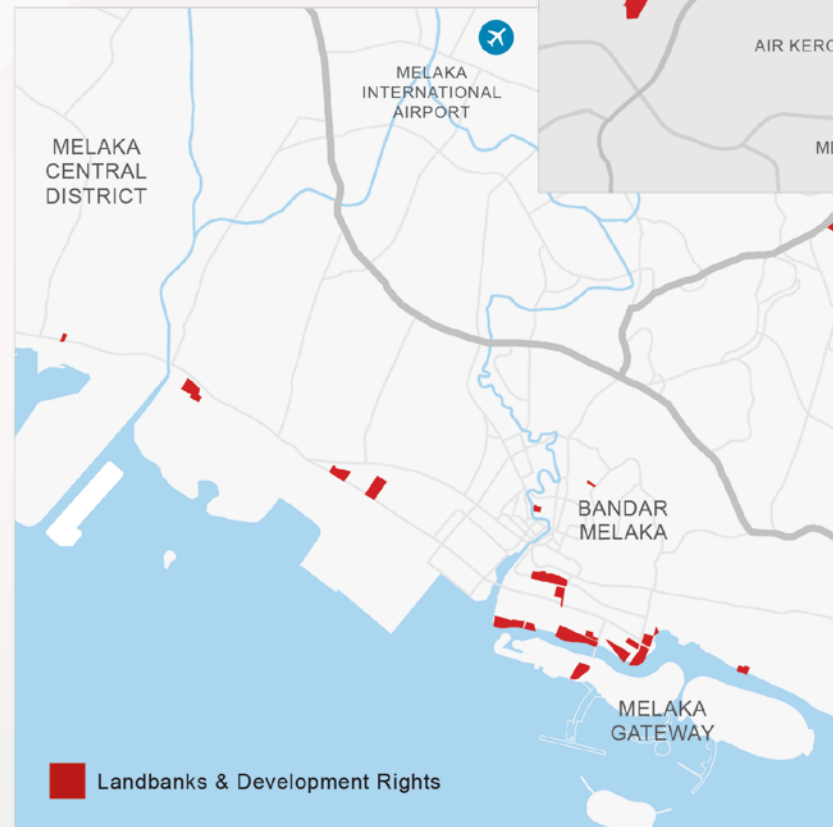 AIR KERO
MELAKA
INTERNATIONAL
AIRPORT
MELAKA
CENTRAL
DISTRICT
BANDAR
MELAKA
MELAKA
GATEWAY
Landbanks & Development Rights